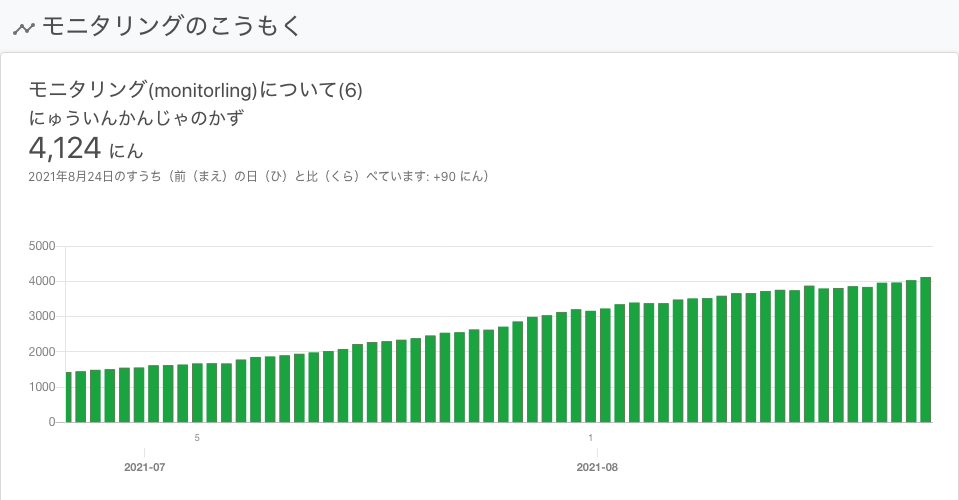 モニタリングのこうもく
モニタリング(monitorling)について(6)
にゅういんかんじゃのかず
4,124 にん
2021年8月24日のすうち（前（まえ）の日（ひ）と比（くら）べています: +90 にん）
5000
4000
3000
2000
1000
0
5
1
2021-07
2021-08